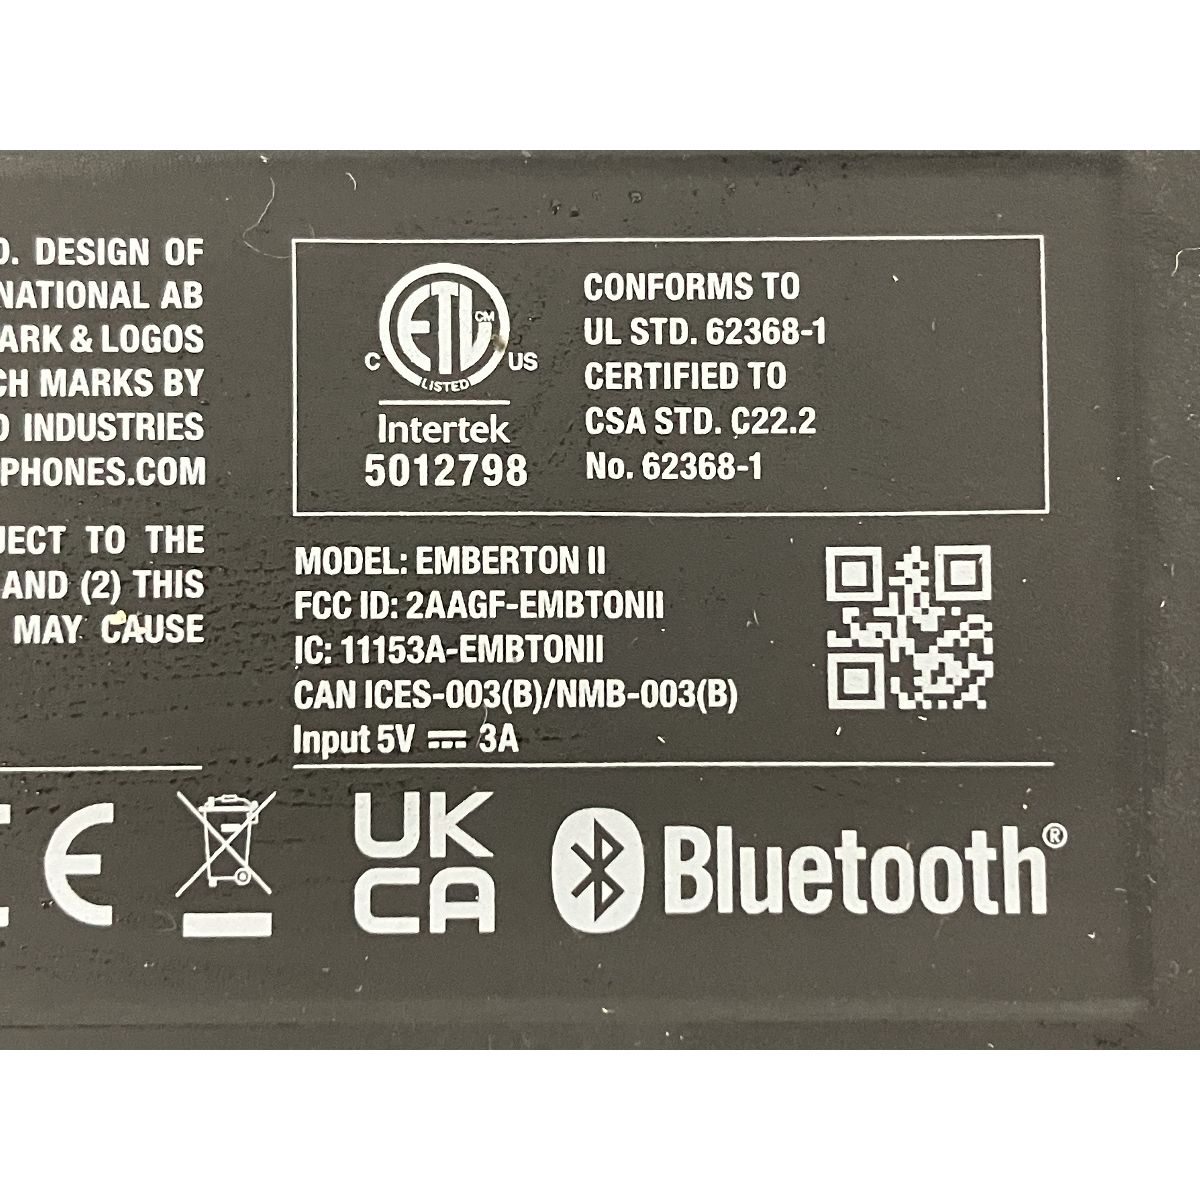 DESIGN OF
NATIONAL AB
ARK & LOGOS
CH MARKS BY
INDUSTRIES
PHONES.COM
JECT TO THE
AND (2) THIS
MAY CAUSE
ETL CM
C US
LISTED
Intertek
5012798
CONFORMS TO
UL STD. 62368-1
CERTIFIED TO
CSA STD. C22.2
No. 62368-1
MODEL: EMBERTON II
FCC ID: 2AAGF-EMBTONII
IC: 11153A-EMBTONII
CAN ICES-003(B)/NMB-003(B)
Input 5V ⎓ 3A
CE
UK
CA
Bluetooth®